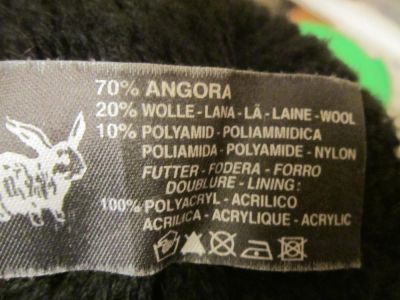 70% ANGORA
20% WOLLE - LANA - LÃ - LAINE - WOOL
10% POLYAMID - POLIAMMIDICA
POLIAMIDA - POLYAMIDE - NYLON
FUTTER - FODERA - FORRO
DOUBLURE - LINING :
100% POLYACRYL - ACRILICO
ACRILICA - ACRYLIQUE - ACRYLIC